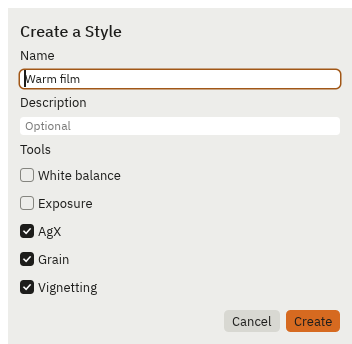 Create a Style
Name
Warm film
Description
Optional
Tools
White balance
Exposure
AgX
Grain
Vignetting
Cancel Create